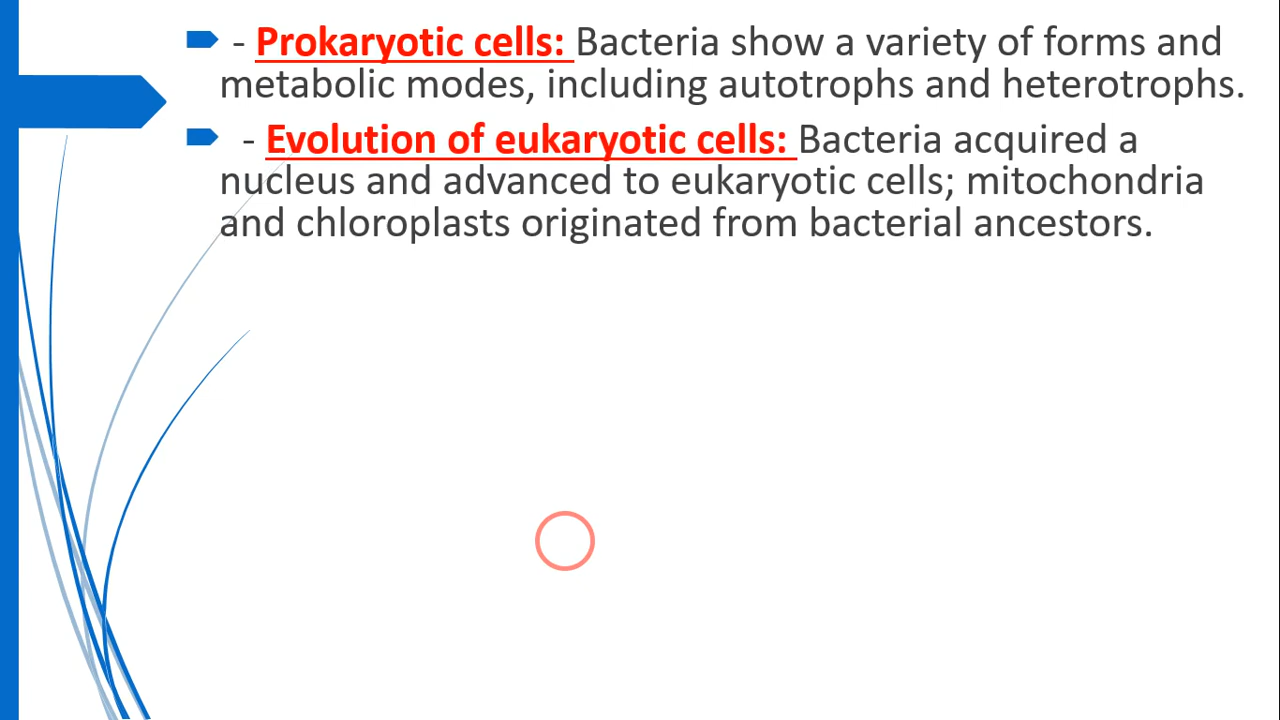 - Prokaryotic cells: Bacteria show a variety of forms and
metabolic modes, including autotrophs and heterotrophs.
- Evolution of eukaryotic cells: Bacteria acquired a
nucleus and advanced to eukaryotic cells; mitochondria
and chloroplasts originated from bacterial ancestors.